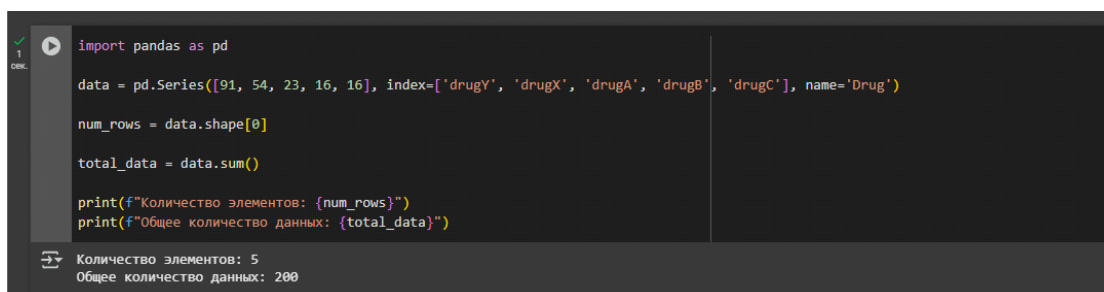 1
сек.
import pandas as pd
data = pd.Series([91, 54, 23, 16, 16], index=['drugY', 'drugX', 'drugA', 'drugB', 'drugC'], name='Drug')
num_rows = data.shape[0]
total_data = data.sum()
print(f"Количество элементов: {num_rows}")
print(f"Общее количество данных: {total_data}")
Количество элементов: 5
Общее количество данных: 200